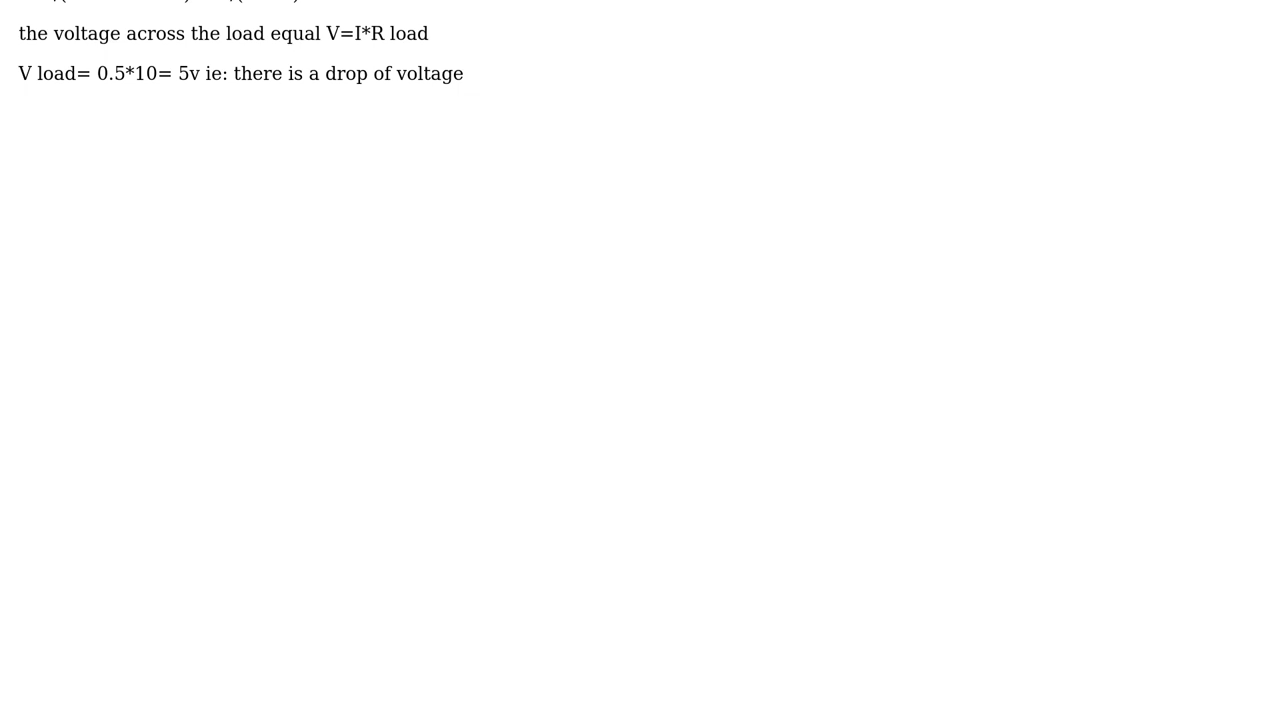 the voltage across the load equal V=I*R load
V load= 0.5*10= 5v ie: there is a drop of voltage